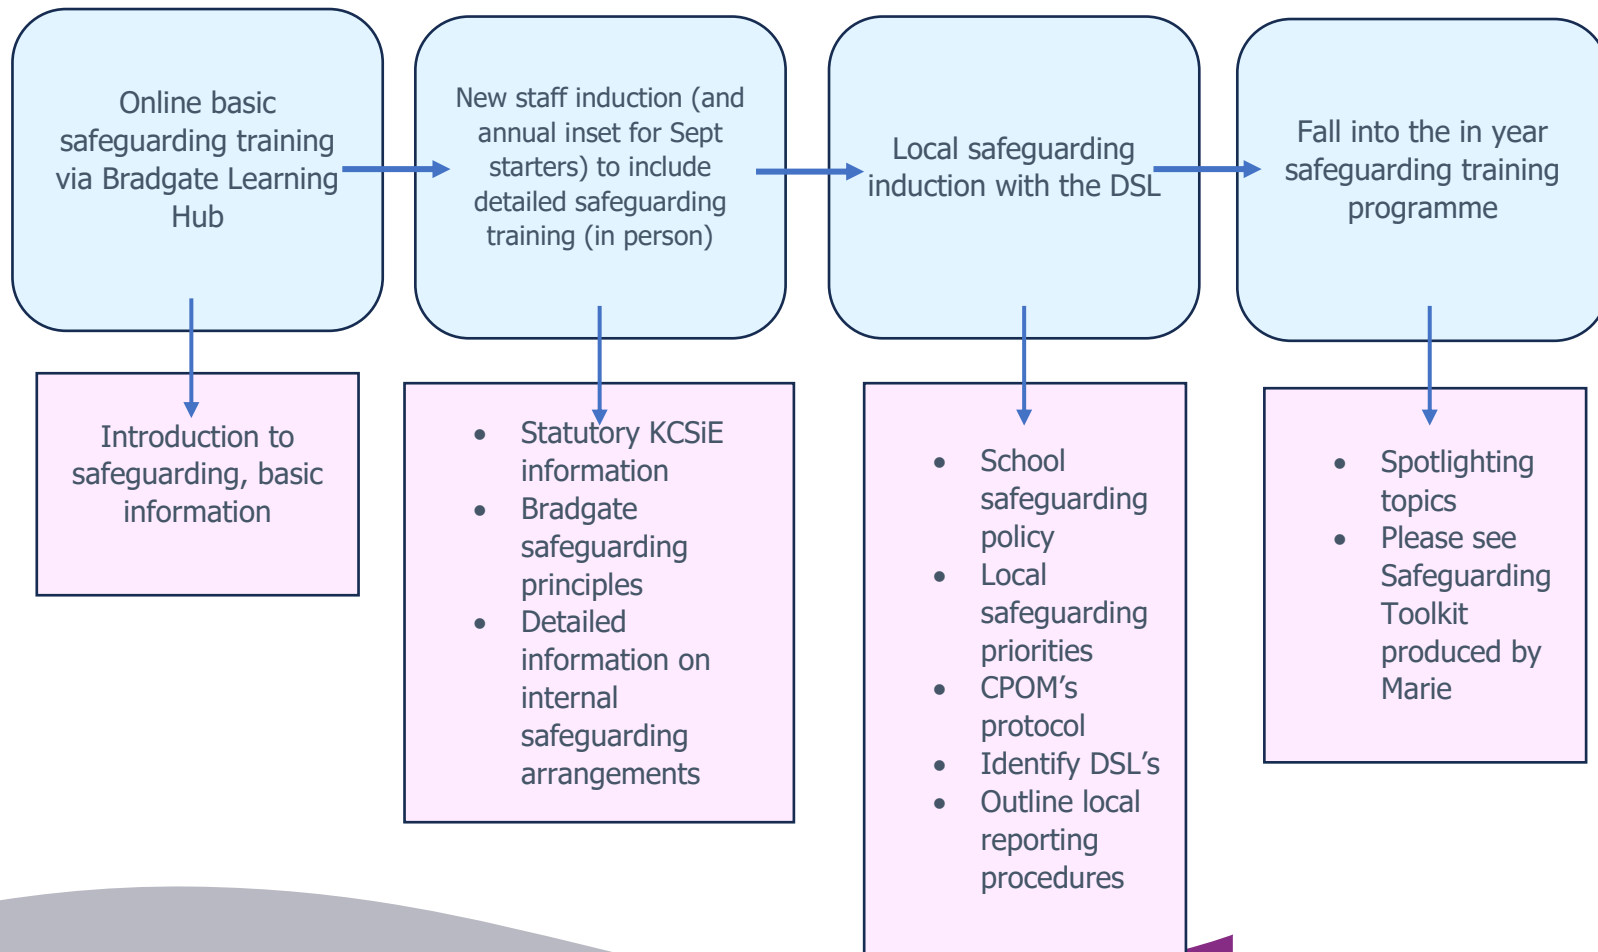 Online basic
safeguarding training
via Bradgate Learning
Hub
New staff induction (and
annual inset for Sept
starters) to include
detailed safeguarding
training (in person)
Local safeguarding
induction with the DSL
Fall into the in year
safeguarding training
programme
Introduction to
safeguarding, basic
information
• Statutory KCSiE
information
• Bradgate
safeguarding
principles
• Detailed
information on
internal
safeguarding
arrangements
• School
safeguarding
policy
• Local
safeguarding
priorities
• CPOM’s
protocol
• Identify DSL’s
• Outline local
reporting
procedures
• Spotlighting
topics
• Please see
Safeguarding
Toolkit
produced by
Marie